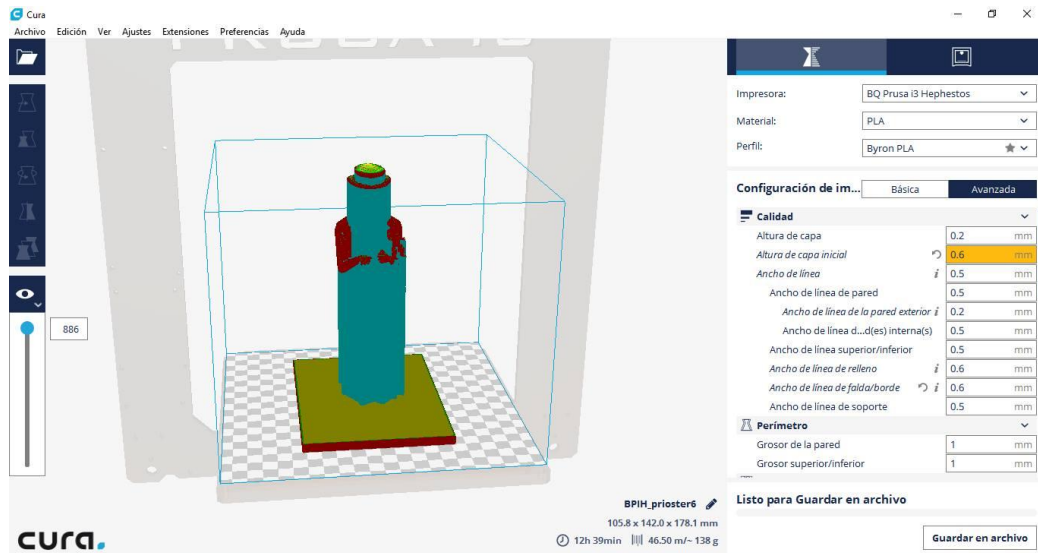 Cura
Archivo Edición Ver Ajustes Extensiones Preferencias Ayuda
Impresora: BQ Prusa i3 Hephestos
Material: PLA
Perfil: Byron PLA
Configuración de im... Básica Avanzada
Calidad
Altura de capa 0.2 mm
Altura de capa inicial 0.6 mm
Ancho de línea i 0.5 mm
Ancho de línea de pared 0.5 mm
Ancho de línea de la pared exterior i 0.2 mm
Ancho de línea d...d(es) interna(s) 0.5 mm
Ancho de línea superior/inferior 0.5 mm
Ancho de línea de relleno i 0.6 mm
Ancho de línea de falda/borde i 0.6 mm
Ancho de línea de soporte 0.5 mm
Perímetro
Grosor de la pared 1 mm
Grosor superior/inferior 1 mm
886
BPIH_prioster6
105.8 x 142.0 x 178.1 mm
12h 39min 46.50 m/~ 138 g
Listo para Guardar en archivo
Guardar en archivo
cura.